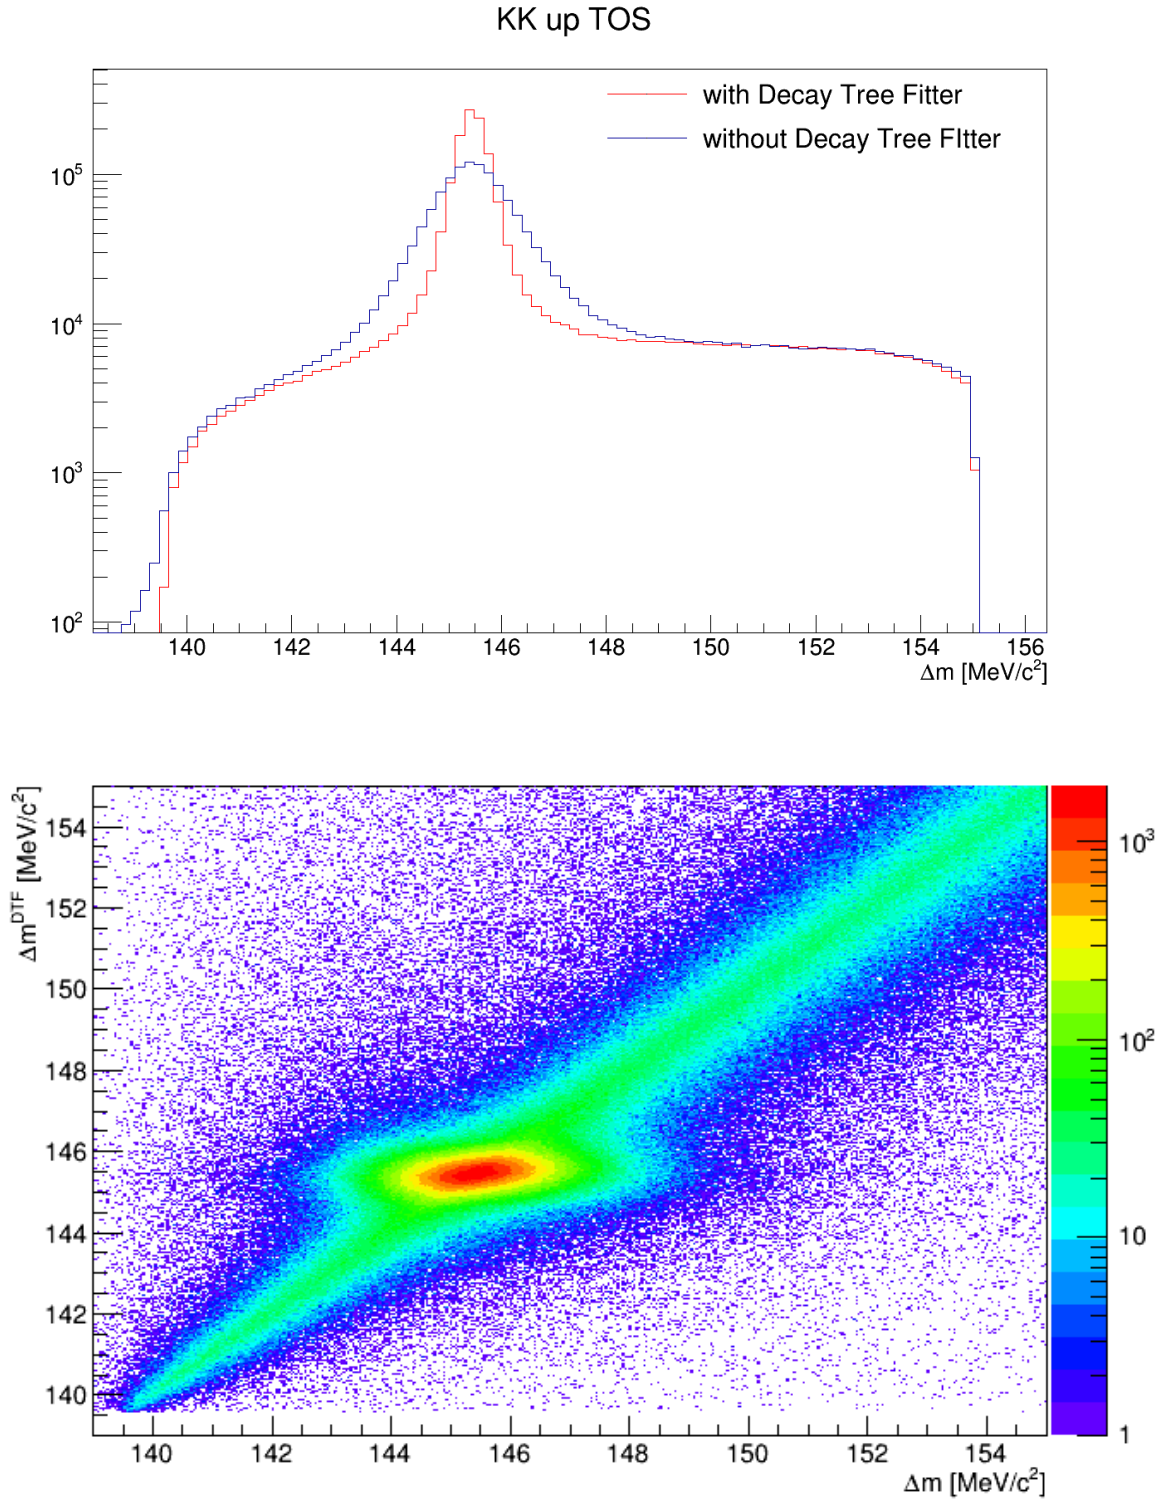 KK up TOS
with Decay Tree Fitter
without Decay Tree FItter
10^5
10^4
10^3
10^2
140 142 144 146 148 150 152 154 156
Δm [MeV/c²]
Δm^DTF [MeV/c²]
154
152
150
148
146
144
142
140
140 142 144 146 148 150 152 154
Δm [MeV/c²]
10^3
10^2
10
1